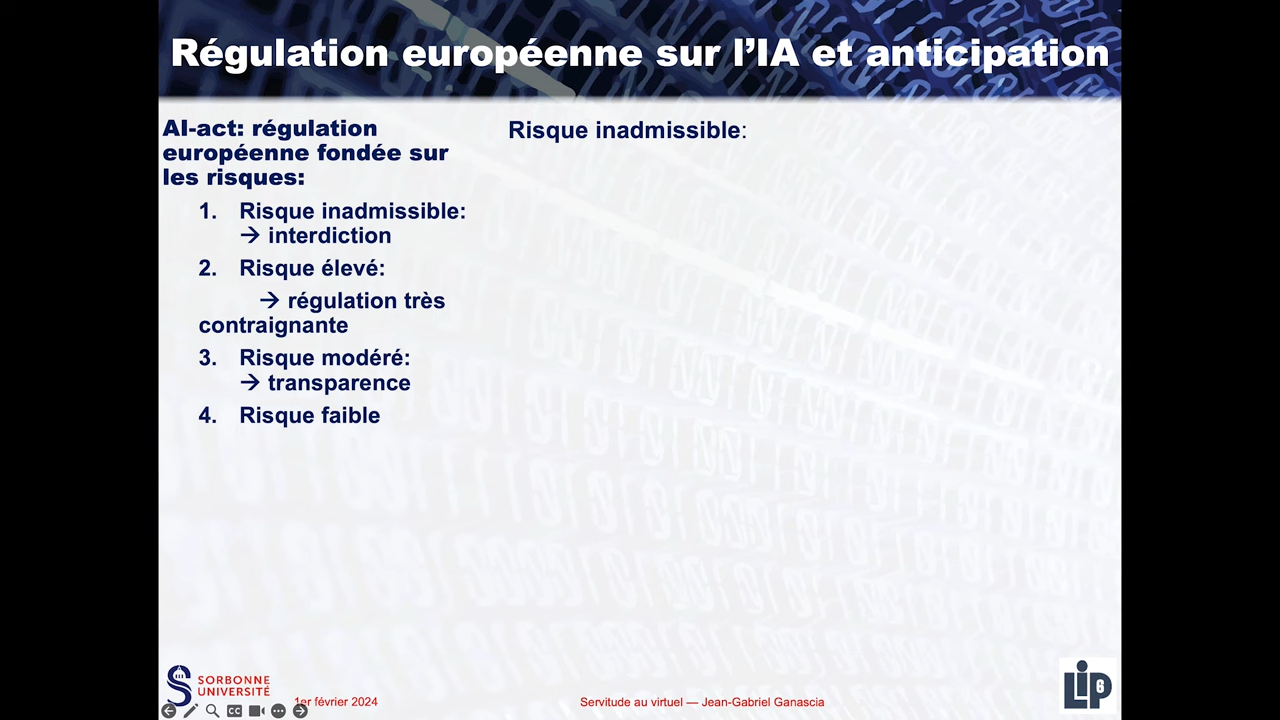 Régulation européenne sur l’IA et anticipation
AI-act: régulation
européenne fondée sur
les risques:
1. Risque inadmissible:
→ interdiction
2. Risque élevé:
→ régulation très
contraignante
3. Risque modéré:
→ transparence
4. Risque faible
Risque inadmissible:
SORBONNE
UNIVERSITÉ
1er février 2024
Servitude au virtuel — Jean-Gabriel Ganascia
LIP6
CC